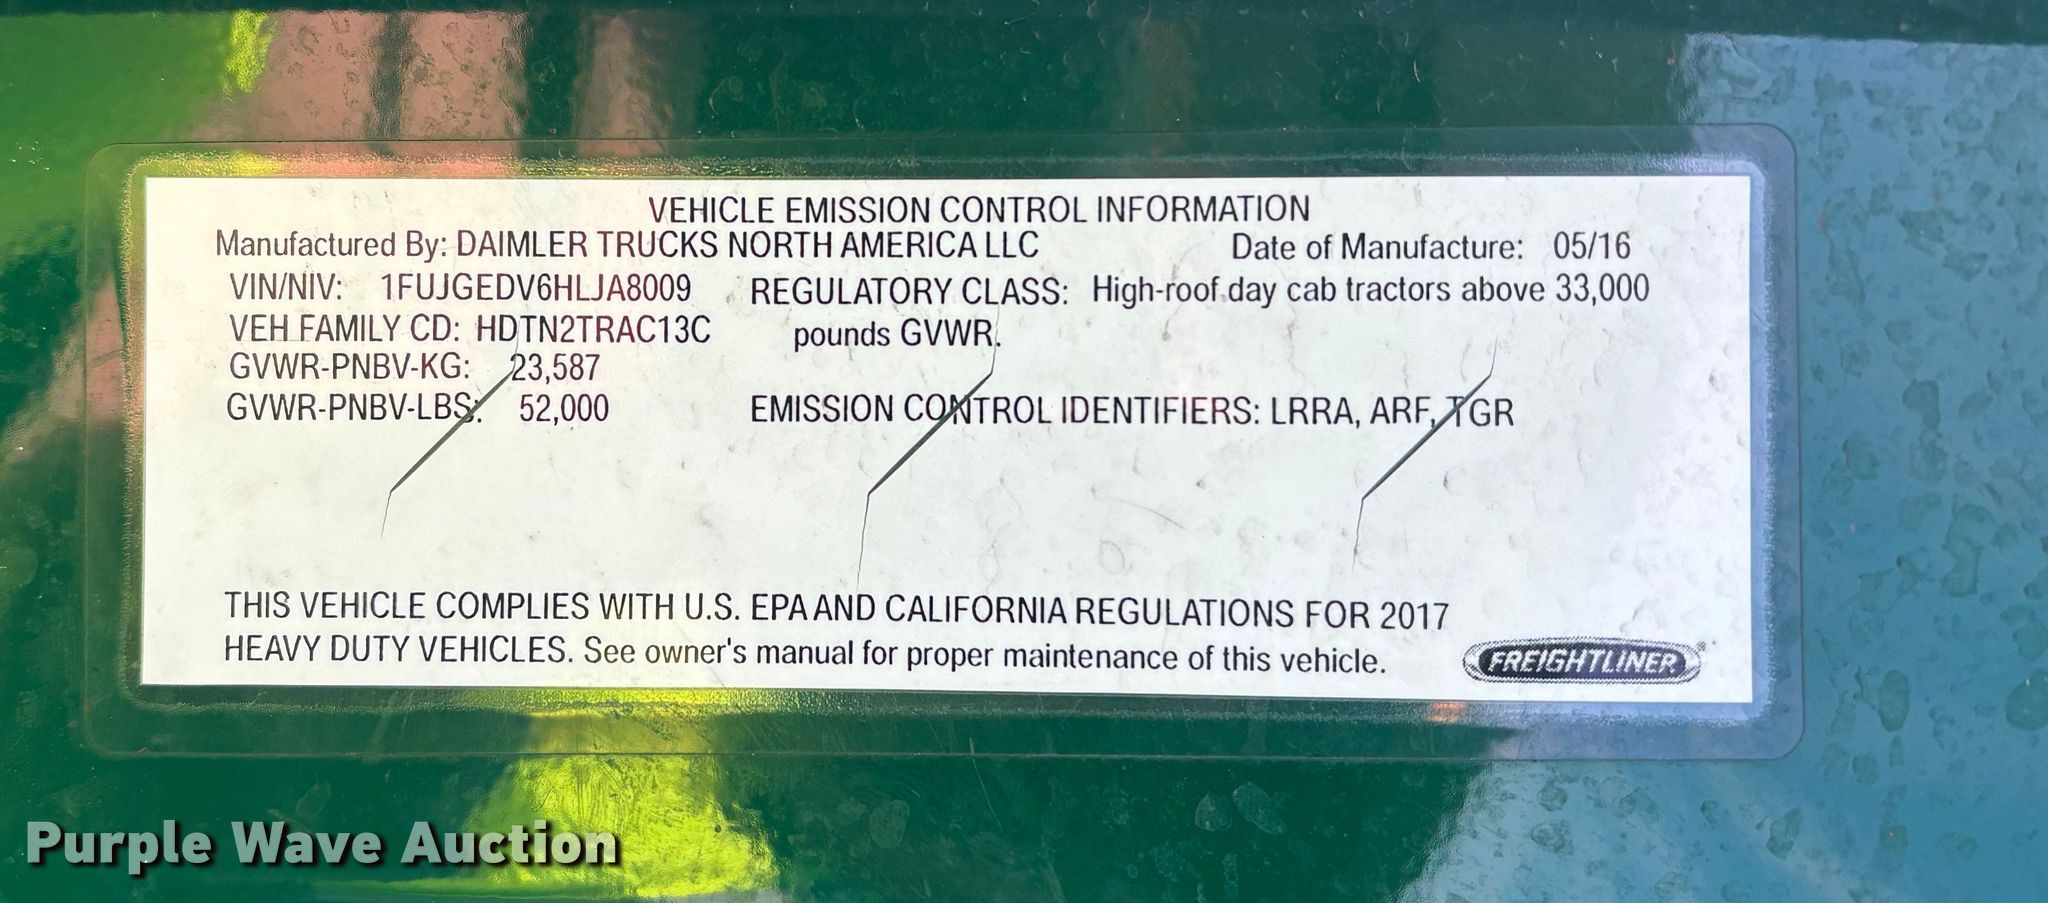 VEHICLE EMISSION CONTROL INFORMATION
Manufactured By: DAIMLER TRUCKS NORTH AMERICA LLC Date of Manufacture: 05/16
VIN/NIV: 1FUJGEDV6HLJA8009 REGULATORY CLASS: High-roof day cab tractors above 33,000
VEH FAMILY CD: HDTN2TRAC13C pounds GVWR.
GVWR-PNBV-KG: 23,587
GVWR-PNBV-LBS: 52,000 EMISSION CONTROL IDENTIFIERS: LRRA, ARF, TGR
THIS VEHICLE COMPLIES WITH U.S. EPA AND CALIFORNIA REGULATIONS FOR 2017
HEAVY DUTY VEHICLES. See owner's manual for proper maintenance of this vehicle.
FREIGHTLINER®
Purple Wave Auction